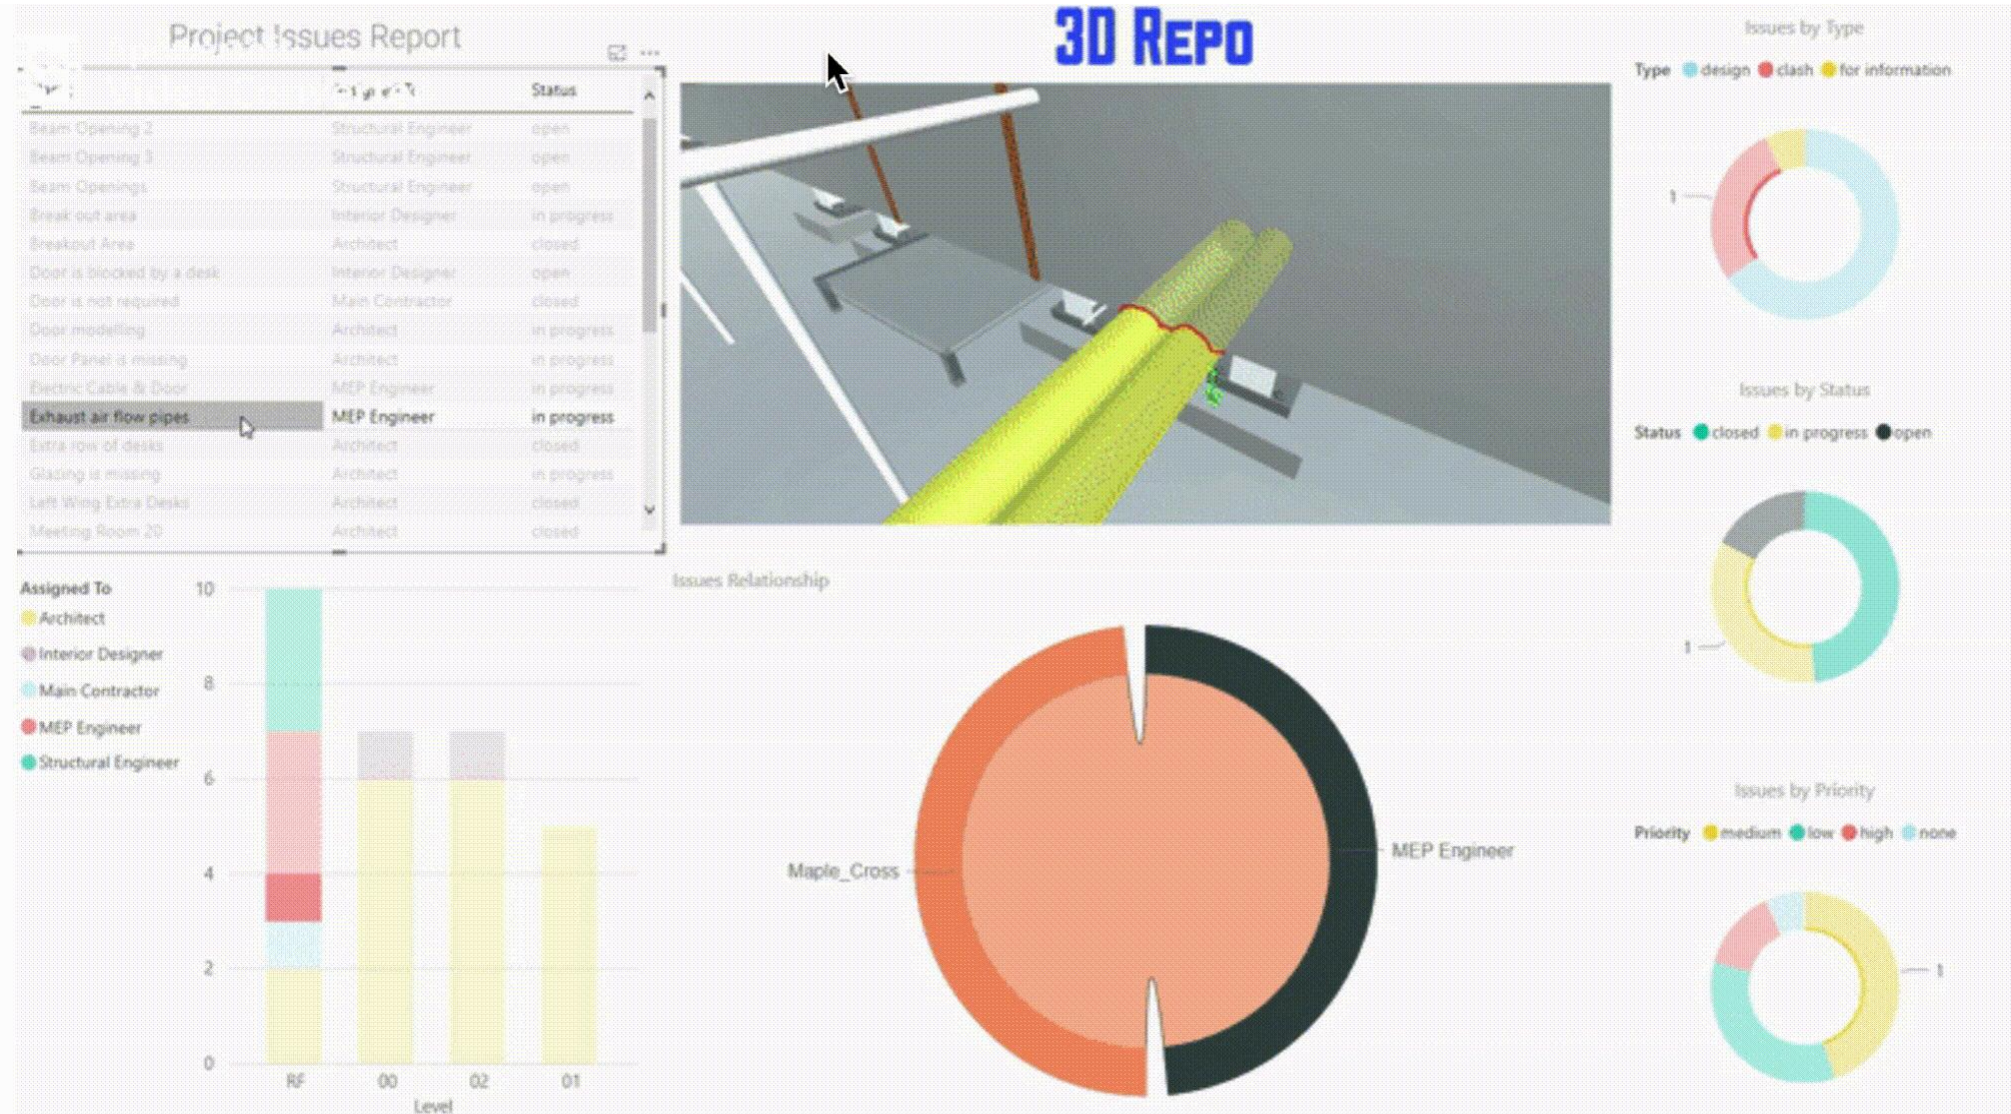 Project Issues Report
3D REPO
Status
Beam Opening 2 Structural Engineer open
Beam Opening 3 Structural Engineer open
Beam Openings Structural Engineer open
Break out area Interior Designer in progress
Breakout Area Architect closed
Door is blocked by a desk Interior Designer open
Door is not required Main Contractor closed
Door modelling Architect in progress
Door Panel is missing Architect in progress
Electric Cable & Door MEP Engineer in progress
Exhaust air flow pipes MEP Engineer in progress
Extra row of desks Architect closed
Glazing is missing Architect in progress
Left Wing Extra Desks Architect closed
Meeting Room 20 Architect closed
Issues by Type
Type design clash for information
1
Issues by Status
Status closed in progress open
1
Issues by Priority
Priority medium low high none
1
Assigned To
Architect
Interior Designer
Main Contractor
MEP Engineer
Structural Engineer
10
8
6
4
2
0
RF 00 02 01
Level
Issues Relationship
Maple_Cross
MEP Engineer